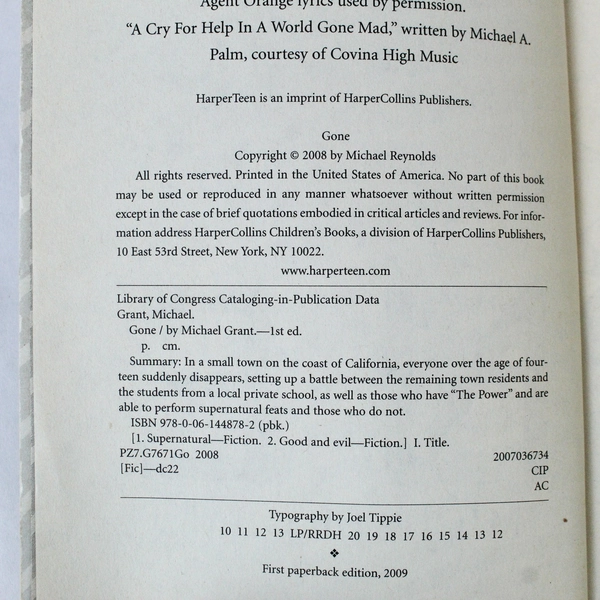 Agent Orange lyrics used by permission.
“A Cry For Help In A World Gone Mad,” written by Michael A.
Palm, courtesy of Covina High Music
HarperTeen is an imprint of HarperCollins Publishers.
Gone
Copyright © 2008 by Michael Reynolds
All rights reserved. Printed in the United States of America. No part of this book
may be used or reproduced in any manner whatsoever without written permission
except in the case of brief quotations embodied in critical articles and reviews. For infor-
mation address HarperCollins Children’s Books, a division of HarperCollins Publishers,
10 East 53rd Street, New York, NY 10022.
www.harperteen.com
Library of Congress Cataloging-in-Publication Data
Grant, Michael.
Gone / by Michael Grant.—1st ed.
p. cm.
Summary: In a small town on the coast of California, everyone over the age of four-
teen suddenly disappears, setting up a battle between the remaining town residents and
the students from a local private school, as well as those who have “The Power” and are
able to perform supernatural feats and those who do not.
ISBN 978-0-06-144878-2 (pbk.)
[1. Supernatural—Fiction. 2. Good and evil—Fiction.] I. Title.
PZ7.G7671Go 2008 2007036734
[Fic]—dc22 CIP
AC
Typography by Joel Tippie
10 11 12 13 LP/RRDH 20 19 18 17 16 15 14 13 12
❖
First paperback edition, 2009